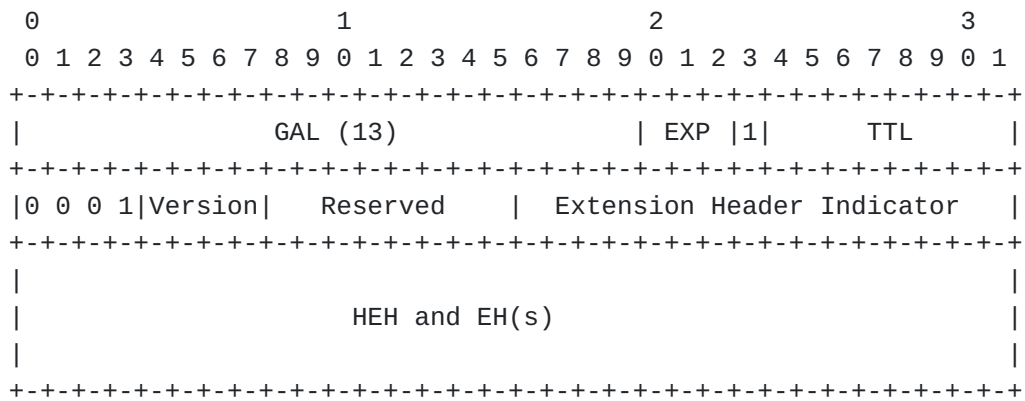 0                   1                   2                   3
 0 1 2 3 4 5 6 7 8 9 0 1 2 3 4 5 6 7 8 9 0 1 2 3 4 5 6 7 8 9 0 1
+-+-+-+-+-+-+-+-+-+-+-+-+-+-+-+-+-+-+-+-+-+-+-+-+-+-+-+-+-+-+-+-+
|                GAL (13)               | EXP |1|      TTL      |
+-+-+-+-+-+-+-+-+-+-+-+-+-+-+-+-+-+-+-+-+-+-+-+-+-+-+-+-+-+-+-+-+
|0 0 0 1|Version|   Reserved    |  Extension Header Indicator   |
+-+-+-+-+-+-+-+-+-+-+-+-+-+-+-+-+-+-+-+-+-+-+-+-+-+-+-+-+-+-+-+-+
|                                                               |
|                     HEH and EH(s)                             |
|                                                               |
+-+-+-+-+-+-+-+-+-+-+-+-+-+-+-+-+-+-+-+-+-+-+-+-+-+-+-+-+-+-+-+-+